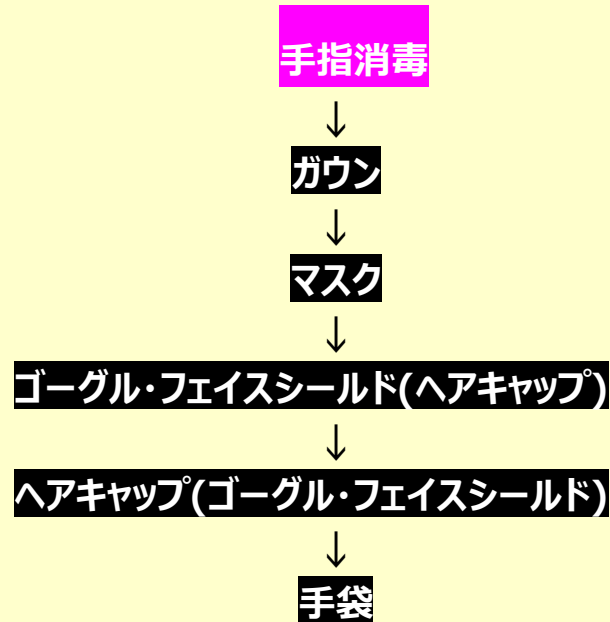 手指消毒
↓
ガウン
↓
マスク
↓
ゴーグル・フェイスシールド(ヘアキャップ)
↓
ヘアキャップ(ゴーグル・フェイスシールド)
↓
手袋